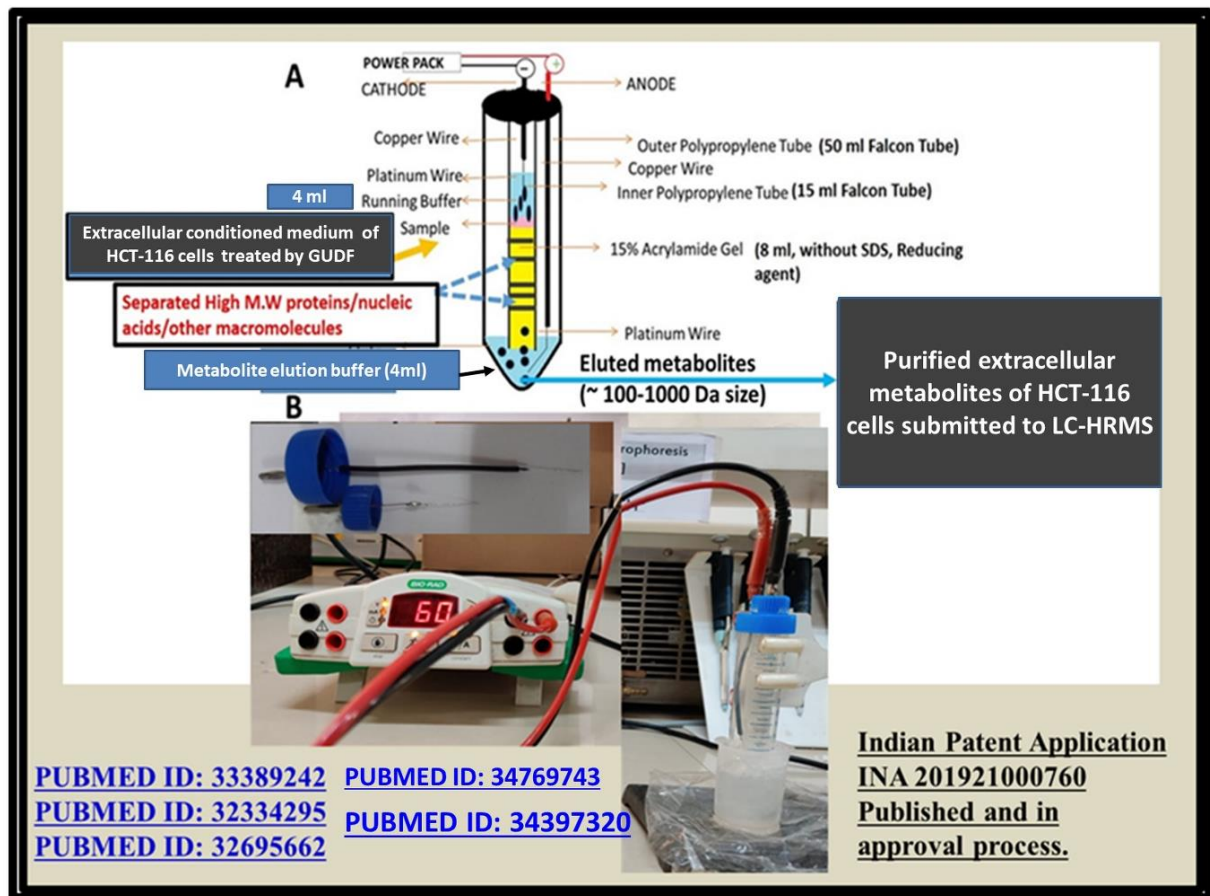 A
POWER PACK
−
+
CATHODE
ANODE
Copper Wire
Outer Polypropylene Tube (50 ml Falcon Tube)
Copper Wire
Platinum Wire
Inner Polypropylene Tube (15 ml Falcon Tube)
4 ml
Running Buffer
Sample
Extracellular conditioned medium of
HCT-116 cells treated by GUDF
15% Acrylamide Gel (8 ml, without SDS, Reducing
agent)
Separated High M.W proteins/nucleic
acids/other macromolecules
Platinum Wire
Metabolite elution buffer (4ml)
Eluted metabolites
(~ 100-1000 Da size)
Purified extracellular
metabolites of HCT-116
cells submitted to LC-HRMS
B
rophoresis
BIO-RAD
60
PUBMED ID: 33389242
PUBMED ID: 32334295
PUBMED ID: 32695662
PUBMED ID: 34769743
PUBMED ID: 34397320
Indian Patent Application
INA 201921000760
Published and in
approval process.